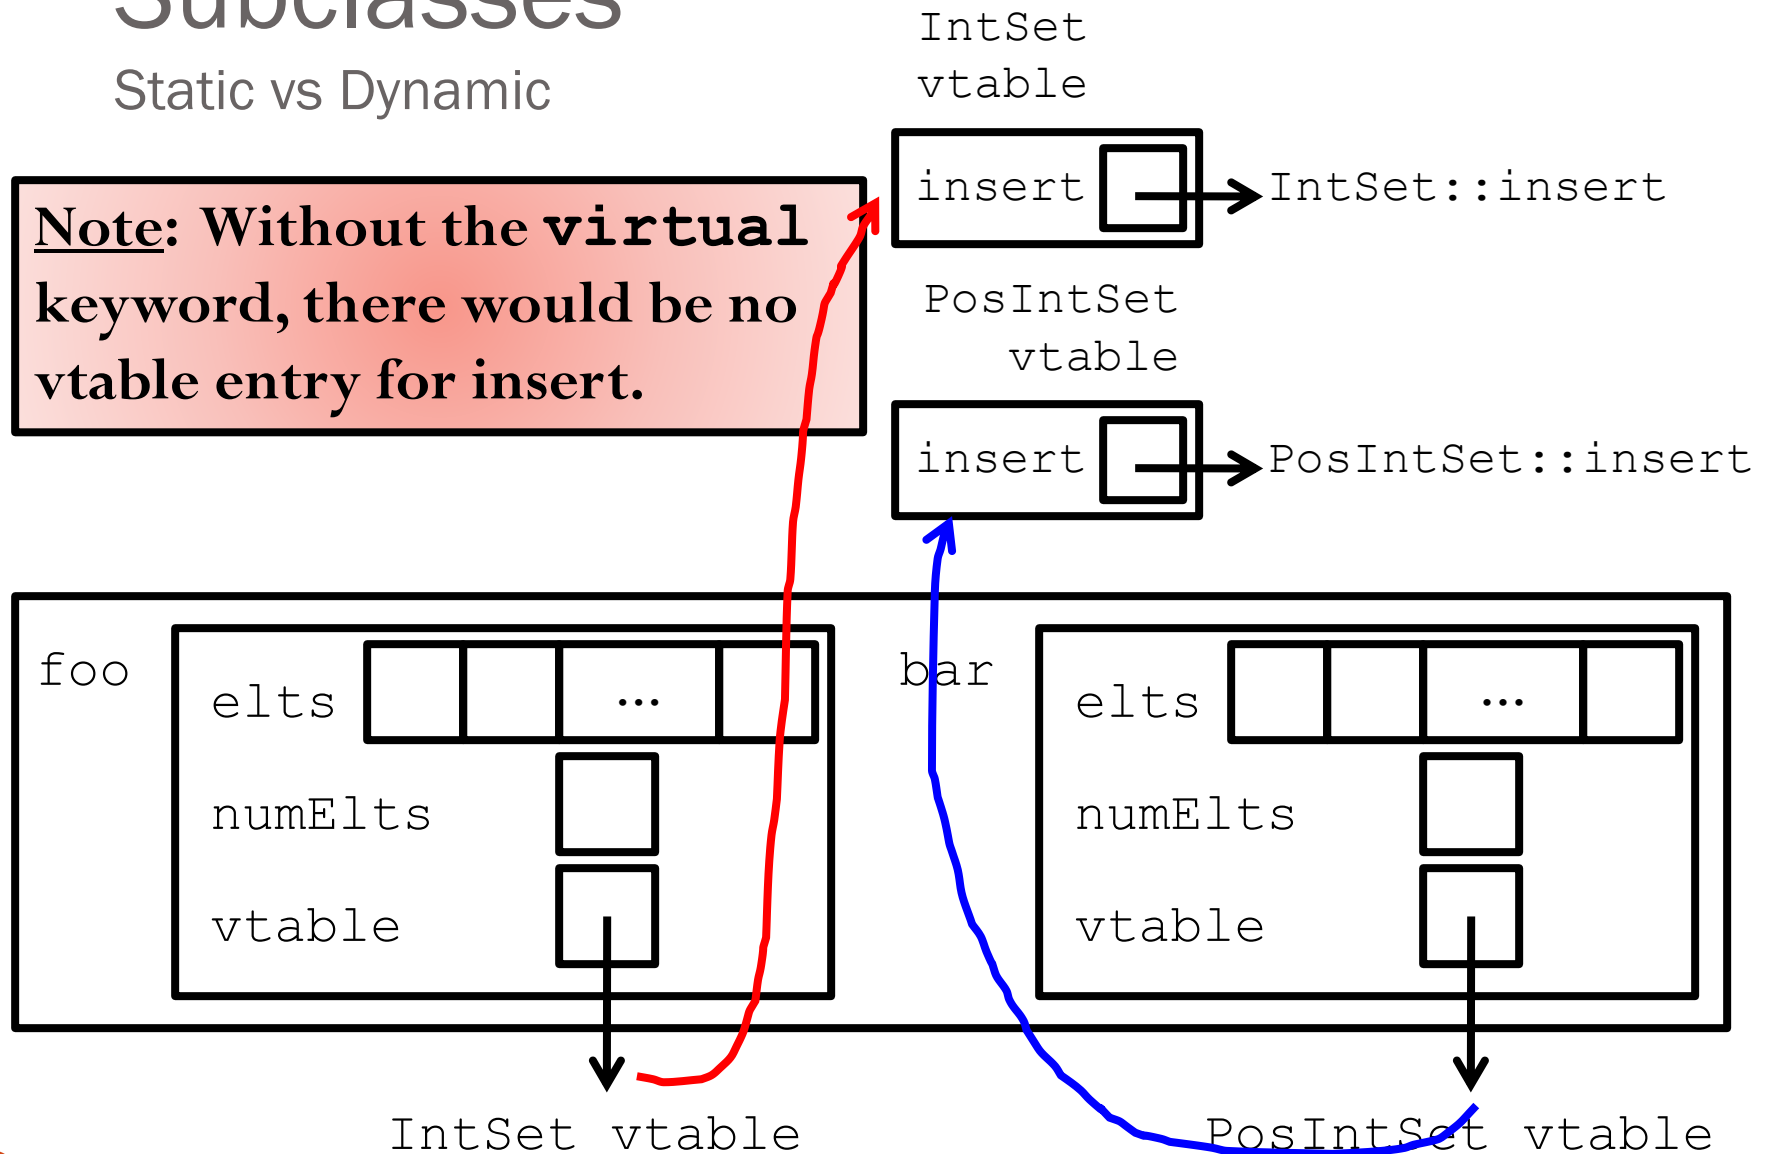 Subclasses
Static vs Dynamic
IntSet
vtable
insert
IntSet::insert
Note: Without the virtual
keyword, there would be no
vtable entry for insert.
PosIntSet
vtable
insert
PosIntSet::insert
foo
elts
...
numElts
vtable
IntSet vtable
bar
elts
...
numElts
vtable
PosIntSet vtable